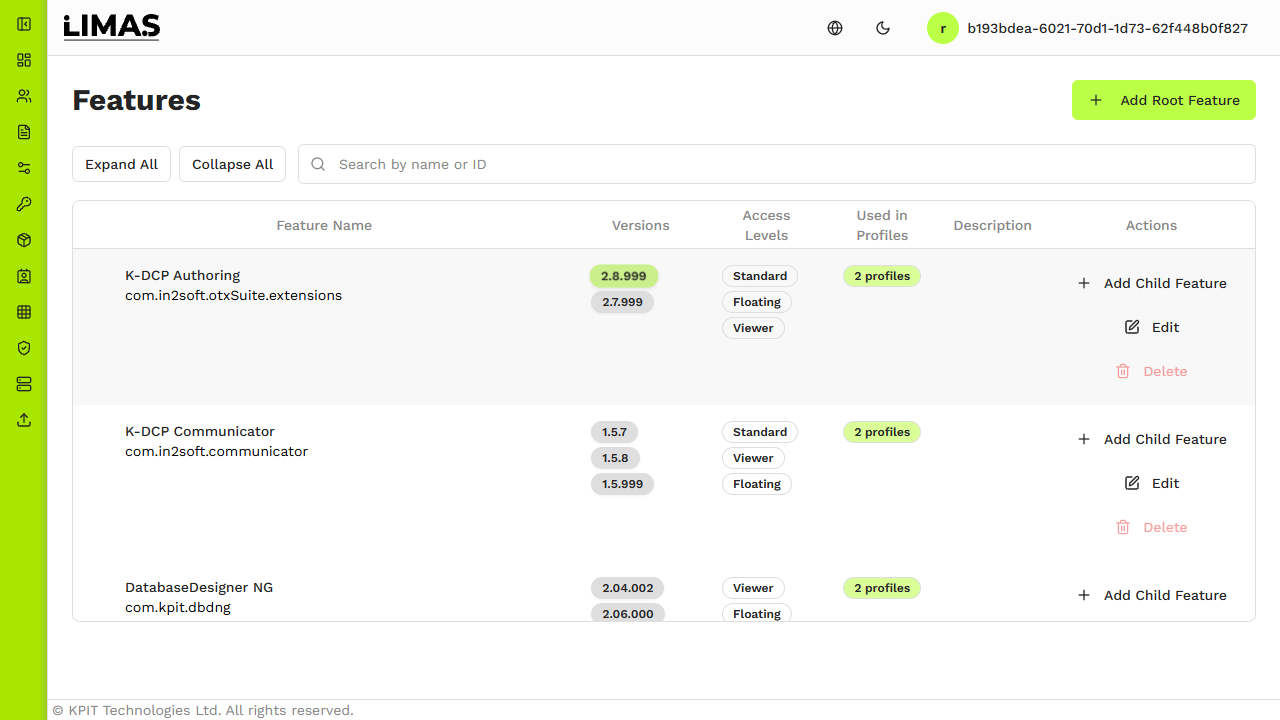 LIMAS
r
b193bdea-6021-70d1-1d73-62f448b0f827
Features
Add Root Feature
Expand All
Collapse All
Search by name or ID
Feature Name
Versions
Access Levels
Used in Profiles
Description
Actions
K-DCP Authoring
com.in2soft.otxSuite.extensions
2.8.999
2.7.999
Standard
Floating
Viewer
2 profiles
Add Child Feature
Edit
Delete
K-DCP Communicator
com.in2soft.communicator
1.5.7
1.5.8
1.5.999
Standard
Viewer
Floating
2 profiles
Add Child Feature
Edit
Delete
DatabaseDesigner NG
com.kpit.dbdng
2.04.002
2.06.000
Viewer
Floating
2 profiles
Add Child Feature
© KPIT Technologies Ltd. All rights reserved.